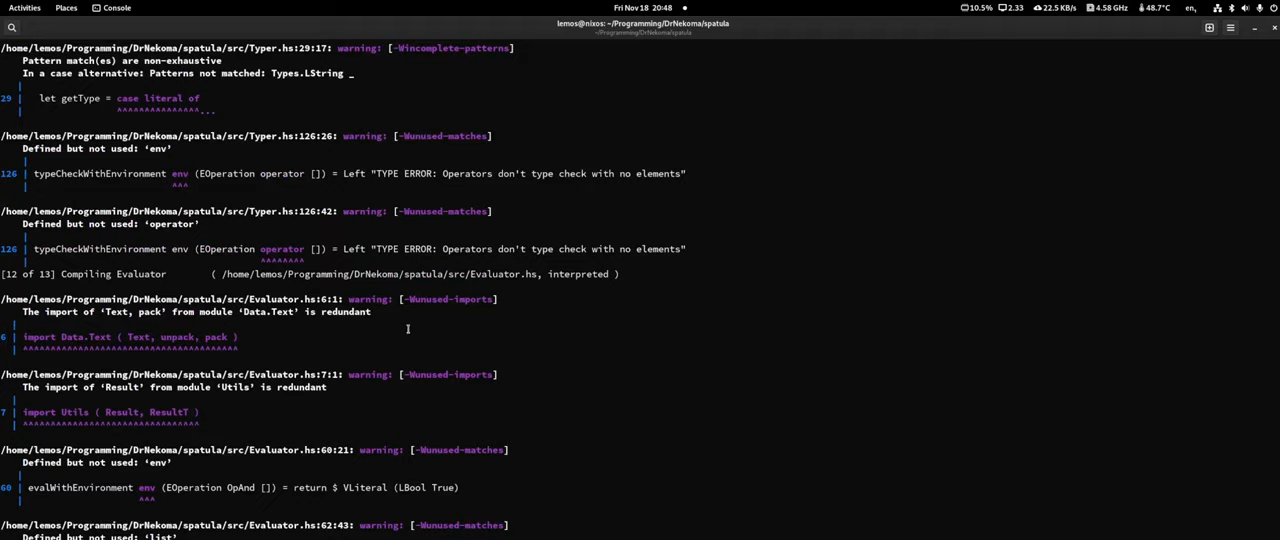 Activities Places Console Fri Nov 18 20:48 10.5% 2.33 22.5 K/s 4.58 GHz 48.7°C en₁
lemos@nixos: ~/Programming/DrNekoma/spatula
~/Programming/DrNekoma/spatula
/home/lemos/Programming/DrNekoma/spatula/src/Typer.hs:29:17: warning: [-Wincomplete-patterns]
Pattern match(es) are non-exhaustive
In a case alternative: Patterns not matched: Types.LString _
|
29 | let getType = case literal of
| ^^^^^^^^^^^^^^^...
/home/lemos/Programming/DrNekoma/spatula/src/Typer.hs:126:26: warning: [-Wunused-matches]
Defined but not used: ‘env’
|
126 | typeCheckWithEnvironment env (EOperation operator []) = Left "TYPE ERROR: Operators don't type check with no elements"
| ^^^
/home/lemos/Programming/DrNekoma/spatula/src/Typer.hs:126:42: warning: [-Wunused-matches]
Defined but not used: ‘operator’
|
126 | typeCheckWithEnvironment env (EOperation operator []) = Left "TYPE ERROR: Operators don't type check with no elements"
| ^^^^^^^^
[12 of 13] Compiling Evaluator ( /home/lemos/Programming/DrNekoma/spatula/src/Evaluator.hs, interpreted )
/home/lemos/Programming/DrNekoma/spatula/src/Evaluator.hs:6:1: warning: [-Wunused-imports]
The import of ‘Text, pack’ from module ‘Data.Text’ is redundant
|
6 | import Data.Text ( Text, unpack, pack )
| ^^^^^^^^^^^^^^^^^^^^^^^^^^^^^^^^^^^^^^^
/home/lemos/Programming/DrNekoma/spatula/src/Evaluator.hs:7:1: warning: [-Wunused-imports]
The import of ‘Result’ from module ‘Utils’ is redundant
|
7 | import Utils ( Result, ResultT )
| ^^^^^^^^^^^^^^^^^^^^^^^^^^^^^^^^
/home/lemos/Programming/DrNekoma/spatula/src/Evaluator.hs:60:21: warning: [-Wunused-matches]
Defined but not used: ‘env’
|
60 | evalWithEnvironment env (EOperation OpAnd []) = return $ VLiteral (LBool True)
| ^^^
/home/lemos/Programming/DrNekoma/spatula/src/Evaluator.hs:62:43: warning: [-Wunused-matches]
Defined but not used: ‘list’